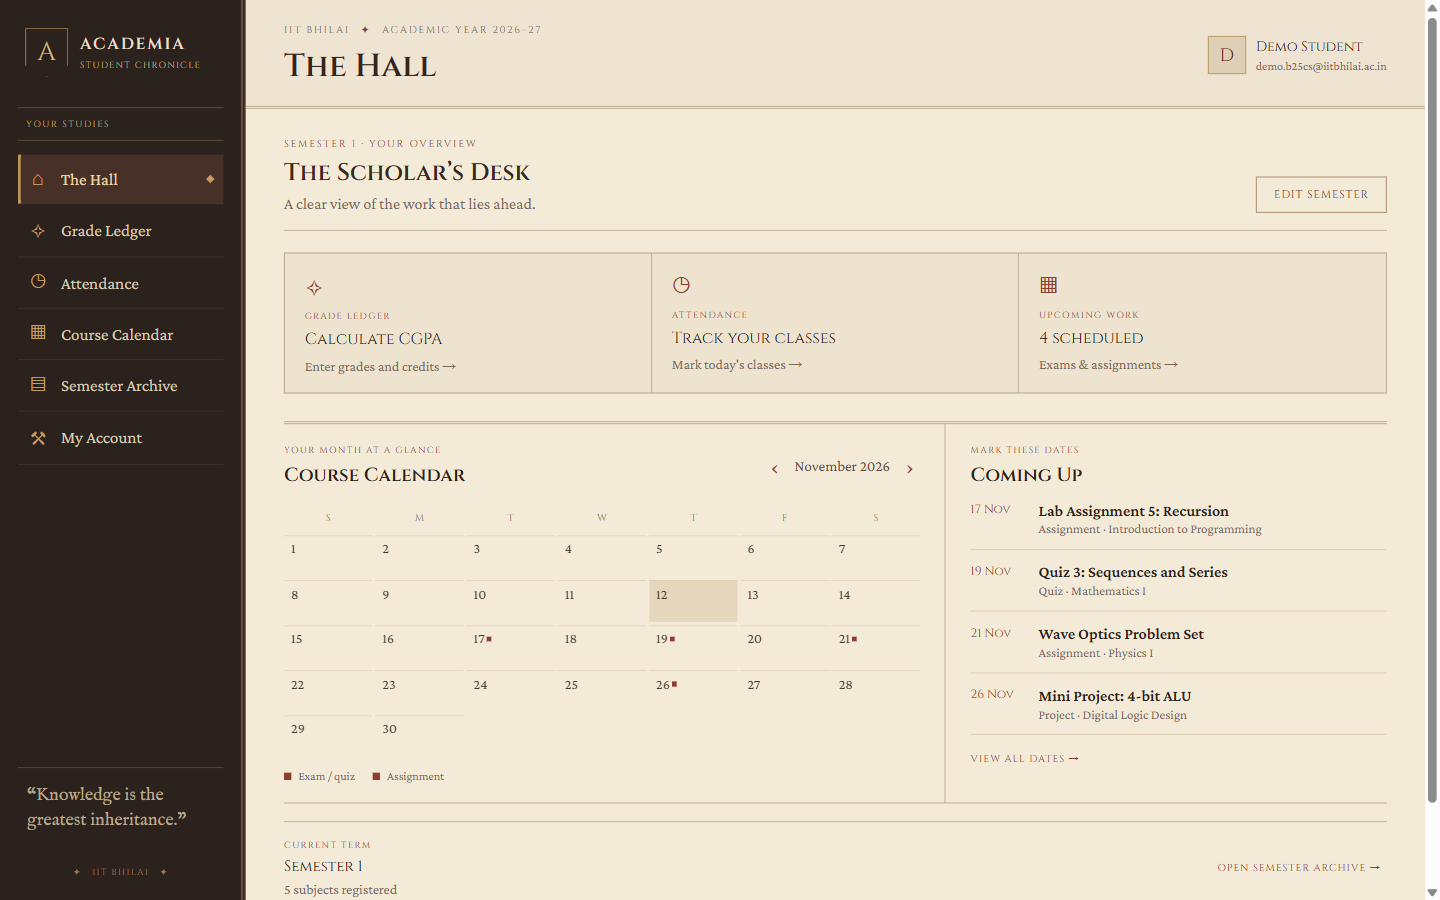 A
ACADEMIA
STUDENT CHRONICLE
YOUR STUDIES
The Hall
Grade Ledger
Attendance
Course Calendar
Semester Archive
My Account
“Knowledge is the
greatest inheritance.”
✦ IIT BHILAI ✦
IIT BHILAI ✦ ACADEMIC YEAR 2026–27
The Hall
D
Demo Student
demo.b25cs@iitbhilai.ac.in
SEMESTER 1 · YOUR OVERVIEW
The Scholar’s Desk
A clear view of the work that lies ahead.
EDIT SEMESTER
GRADE LEDGER
Calculate CGPA
Enter grades and credits →
ATTENDANCE
Track your classes
Mark today's classes →
UPCOMING WORK
4 scheduled
Exams & assignments →
YOUR MONTH AT A GLANCE
Course Calendar
‹ November 2026 ›
S M T W T F S
1 2 3 4 5 6 7
8 9 10 11 12 13 14
15 16 17 18 19 20 21
22 23 24 25 26 27 28
29 30
Exam / quiz Assignment
MARK THESE DATES
Coming Up
17 Nov
Lab Assignment 5: Recursion
Assignment · Introduction to Programming
19 Nov
Quiz 3: Sequences and Series
Quiz · Mathematics I
21 Nov
Wave Optics Problem Set
Assignment · Physics I
26 Nov
Mini Project: 4-bit ALU
Project · Digital Logic Design
VIEW ALL DATES →
CURRENT TERM
Semester 1
5 subjects registered
OPEN SEMESTER ARCHIVE →